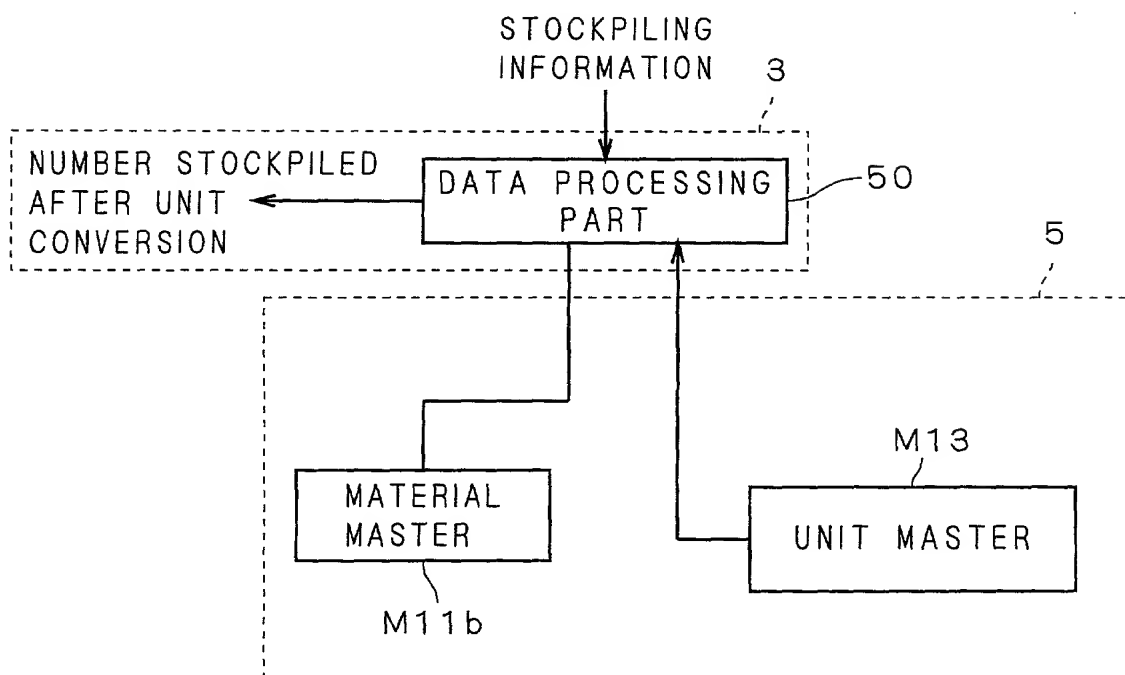 STOCKPILING
INFORMATION
3
NUMBER STOCKPILED
AFTER UNIT
CONVERSION
DATA PROCESSING
PART
50
5
MATERIAL
MASTER
M11b
M13
UNIT MASTER